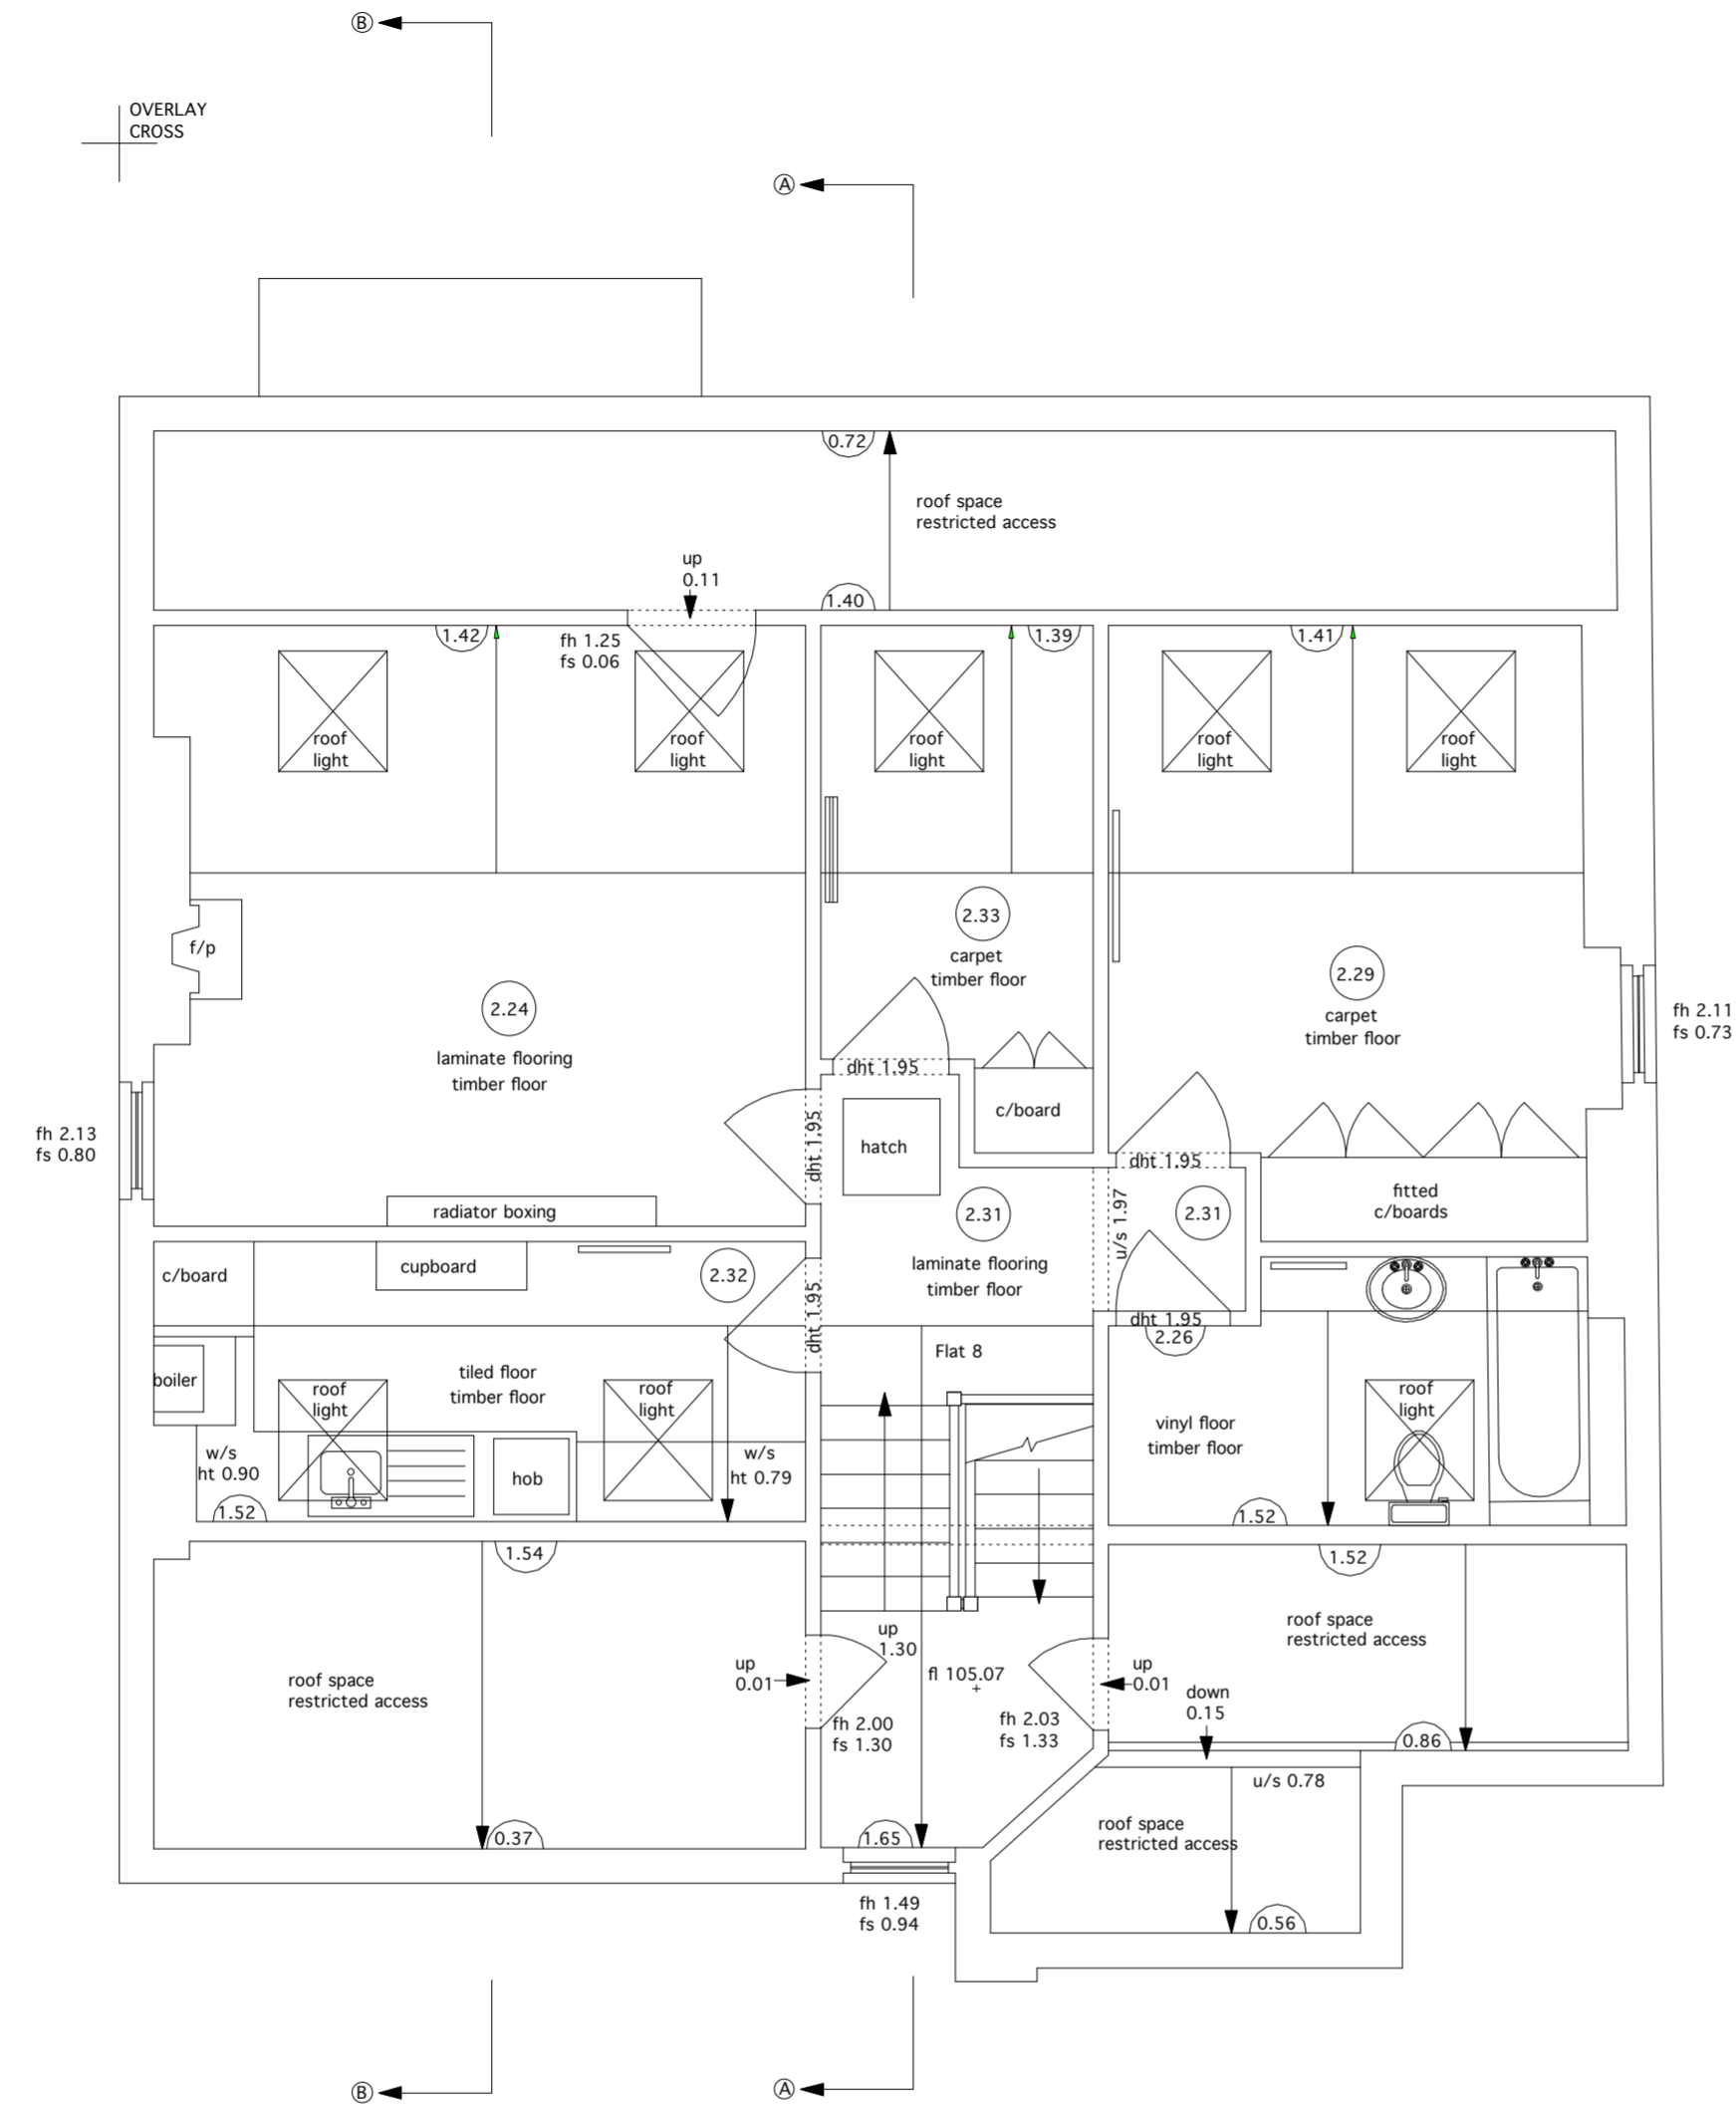 B
OVERLAY
CROSS
A
0.72
roof space
restricted access
up
0.11
1.40
1.42
fh 1.25
fs 0.06
1.39
1.41
roof
light
roof
light
roof
light
roof
light
roof
light
2.33
carpet
timber floor
f/p
2.24
laminate flooring
timber floor
2.29
carpet
timber floor
fh 2.11
fs 0.73
dht 1.95
c/board
dht 1.95
hatch
fh 2.13
fs 0.80
dht 1.95
radiator boxing
2.31
u/s 1.97
2.31
fitted
c/boards
c/board
cupboard
2.32
dht 1.95
laminate flooring
timber floor
dht 1.95
2.26
Flat 8
boiler
tiled floor
timber floor
roof
light
roof
light
roof
light
vinyl floor
timber floor
w/s
ht 0.90
hob
w/s
ht 0.79
1.52
1.52
1.54
1.52
roof space
restricted access
up
1.30
up
0.01
fl 105.07
up
0.01
roof space
restricted access
down
0.15
fh 2.00
fs 1.30
fh 2.03
fs 1.33
0.86
u/s 0.78
0.37
1.65
roof space
restricted access
fh 1.49
fs 0.94
0.56
B
A